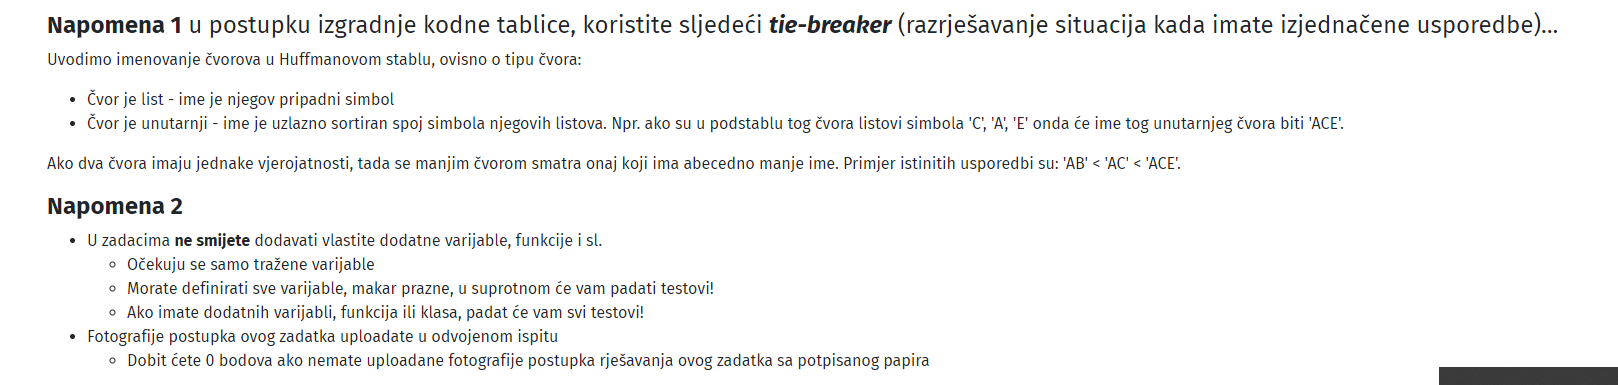 Napomena 1 u postupku izgradnje kodne tablice, koristite sljedeći tie-breaker (razrješavanje situacija kada imate izjednačene usporedbe)...
Uvodimo imenovanje čvorova u Huffmanovom stablu, ovisno o tipu čvora:
• Čvor je list - ime je njegov pripadni simbol
• Čvor je unutarnji - ime je uzlazno sortiran spoj simbola njegovih listova. Npr. ako su u podstablu tog čvora listovi simbola 'C', 'A', 'E' onda će ime tog unutarnjeg čvora biti 'ACE'.
Ako dva čvora imaju jednake vjerojatnosti, tada se manjim čvorom smatra onaj koji ima abecedno manje ime. Primjer istinitih usporedbi su: 'AB' < 'AC' < 'ACE'.
Napomena 2
• U zadacima ne smijete dodavati vlastite dodatne varijable, funkcije i sl.
◦ Očekuju se samo tražene varijable
◦ Morate definirati sve varijable, makar prazne, u suprotnom će vam padati testovi!
◦ Ako imate dodatnih varijabli, funkcija ili klasa, padat će vam svi testovi!
• Fotografije postupka ovog zadatka uploadate u odvojenom ispitu
◦ Dobit ćete 0 bodova ako nemate uploadane fotografije postupka rješavanja ovog zadatka sa potpisanog papira